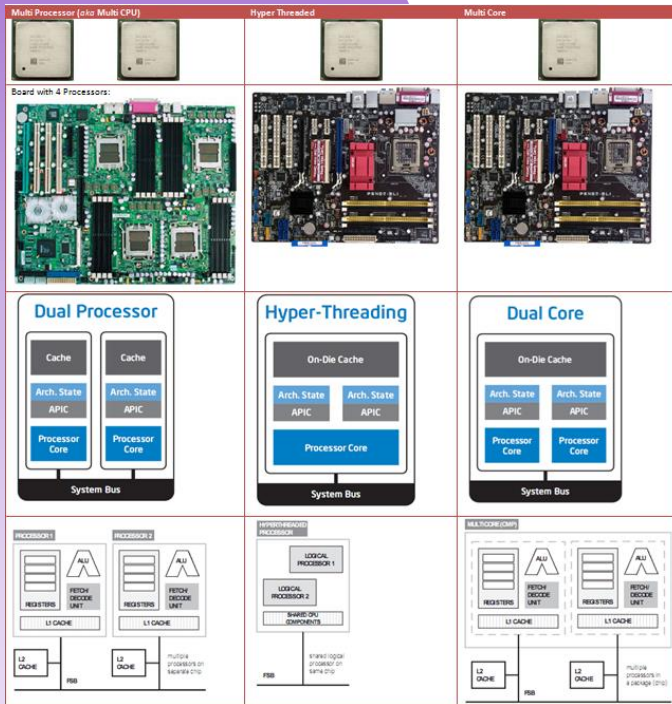 Multi Processor (aka Multi CPU)
Hyper Threaded
Multi Core
Board with 4 Processors:
Dual Processor
Cache
Cache
Arch. State
Arch. State
APIC
APIC
Processor Core
Processor Core
System Bus
Hyper-Threading
On-Die Cache
Arch. State
Arch. State
APIC
APIC
Processor Core
System Bus
Dual Core
On-Die Cache
Arch. State
Arch. State
APIC
APIC
Processor Core
Processor Core
System Bus
PROCESSOR 1
PROCESSOR 2
ALU
ALU
REGISTERS
FETCH/
DECODE
UNIT
REGISTERS
FETCH/
DECODE
UNIT
L1 CACHE
L1 CACHE
L2
CACHE
L2
CACHE
multiple
processors on
separate chip
FSB
HYPERTHREADED
PROCESSOR
LOGICAL
PROCESSOR 1
LOGICAL
PROCESSOR 2
SHARED CPU
COMPONENTS
shared logical
processor on
same chip
FSB
MULTICORE (CMP)
ALU
ALU
REGISTERS
FETCH/
DECODE
UNIT
REGISTERS
FETCH/
DECODE
UNIT
L1 CACHE
L1 CACHE
L2
CACHE
L2
CACHE
multiple
processors in
a package (chip)
FSB